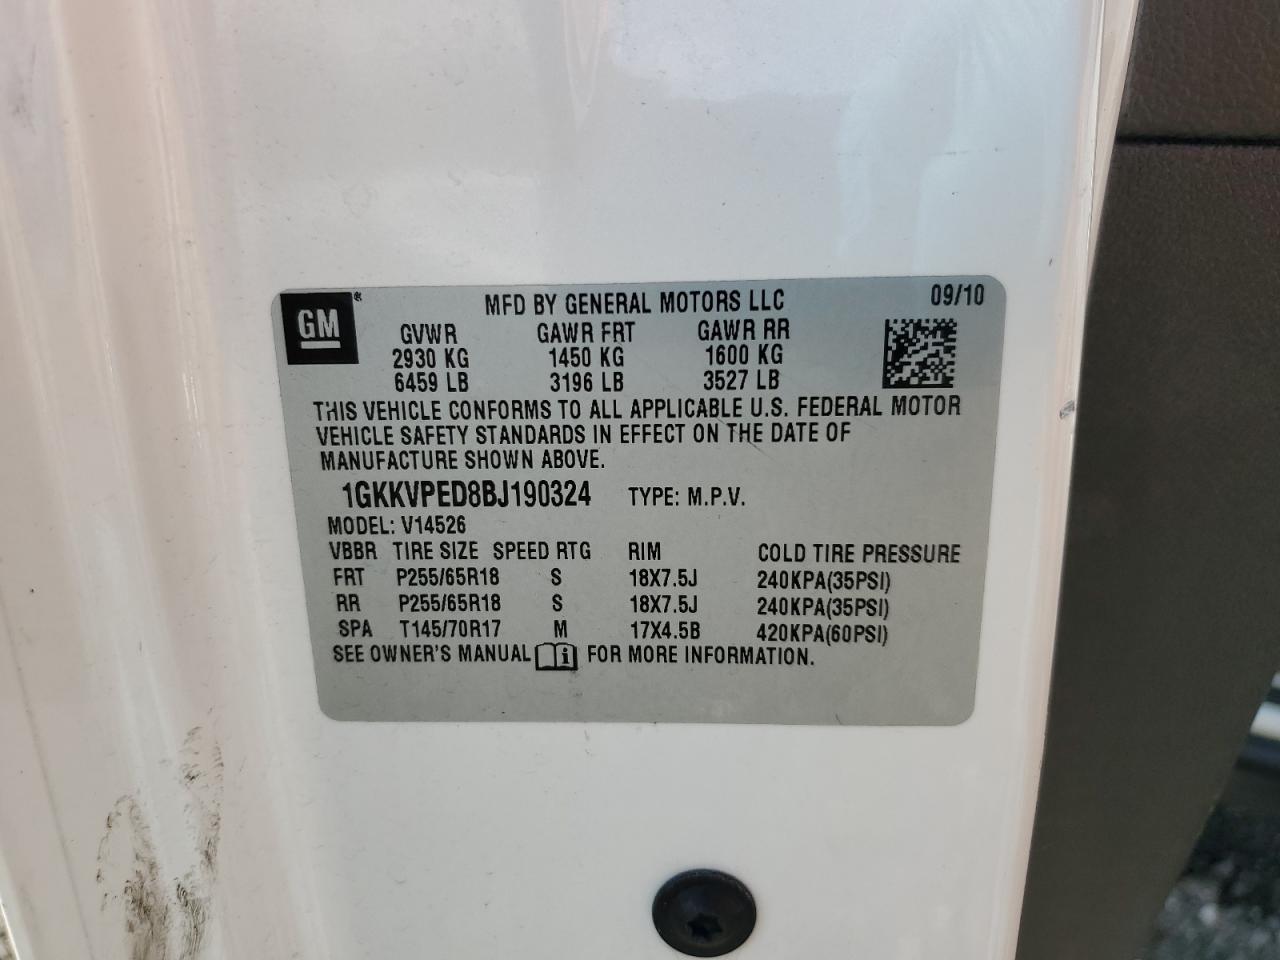 GM
MFD BY GENERAL MOTORS LLC 09/10
GVWR GAWR FRT GAWR RR
2930 KG 1450 KG 1600 KG
6459 LB 3196 LB 3527 LB
THIS VEHICLE CONFORMS TO ALL APPLICABLE U.S. FEDERAL MOTOR
VEHICLE SAFETY STANDARDS IN EFFECT ON THE DATE OF
MANUFACTURE SHOWN ABOVE.
1GKKVPED8BJ190324 TYPE: M.P.V.
MODEL: V14526
VBBR TIRE SIZE SPEED RTG RIM COLD TIRE PRESSURE
FRT P255/65R18 S 18X7.5J 240KPA(35PSI)
RR P255/65R18 S 18X7.5J 240KPA(35PSI)
SPA T145/70R17 M 17X4.5B 420KPA(60PSI)
SEE OWNER'S MANUAL i FOR MORE INFORMATION.